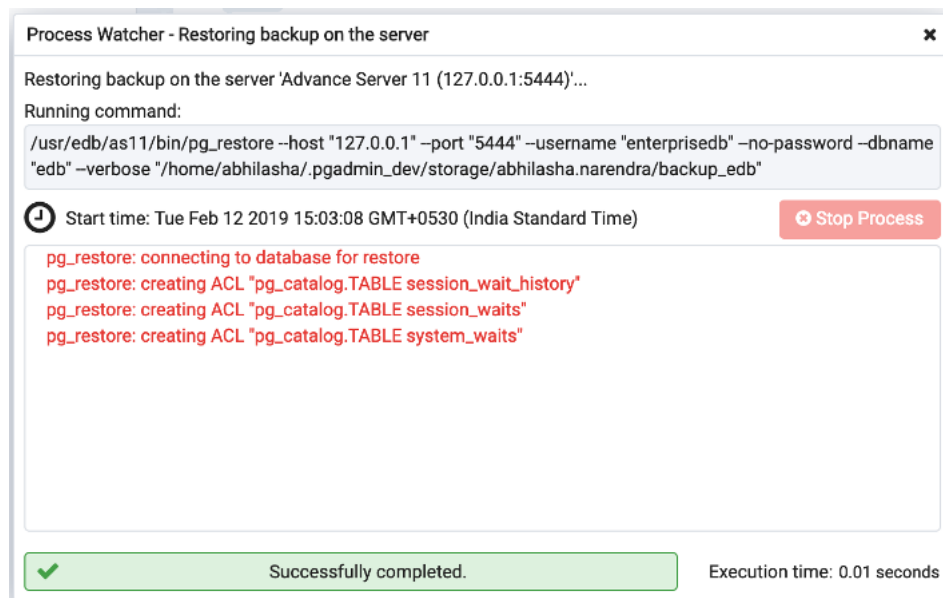 Process Watcher - Restoring backup on the server
Restoring backup on the server 'Advance Server 11 (127.0.0.1:5444)'...
Running command:
/usr/edb/as11/bin/pg_restore --host "127.0.0.1" --port "5444" --username "enterprisedb" --no-password --dbname
"edb" --verbose "/home/abhilasha/.pgadmin_dev/storage/abhilasha.narendra/backup_edb"
Start time: Tue Feb 12 2019 15:03:08 GMT+0530 (India Standard Time)
Stop Process
pg_restore: connecting to database for restore
pg_restore: creating ACL "pg_catalog.TABLE session_wait_history"
pg_restore: creating ACL "pg_catalog.TABLE session_waits"
pg_restore: creating ACL "pg_catalog.TABLE system_waits"
Successfully completed.
Execution time: 0.01 seconds